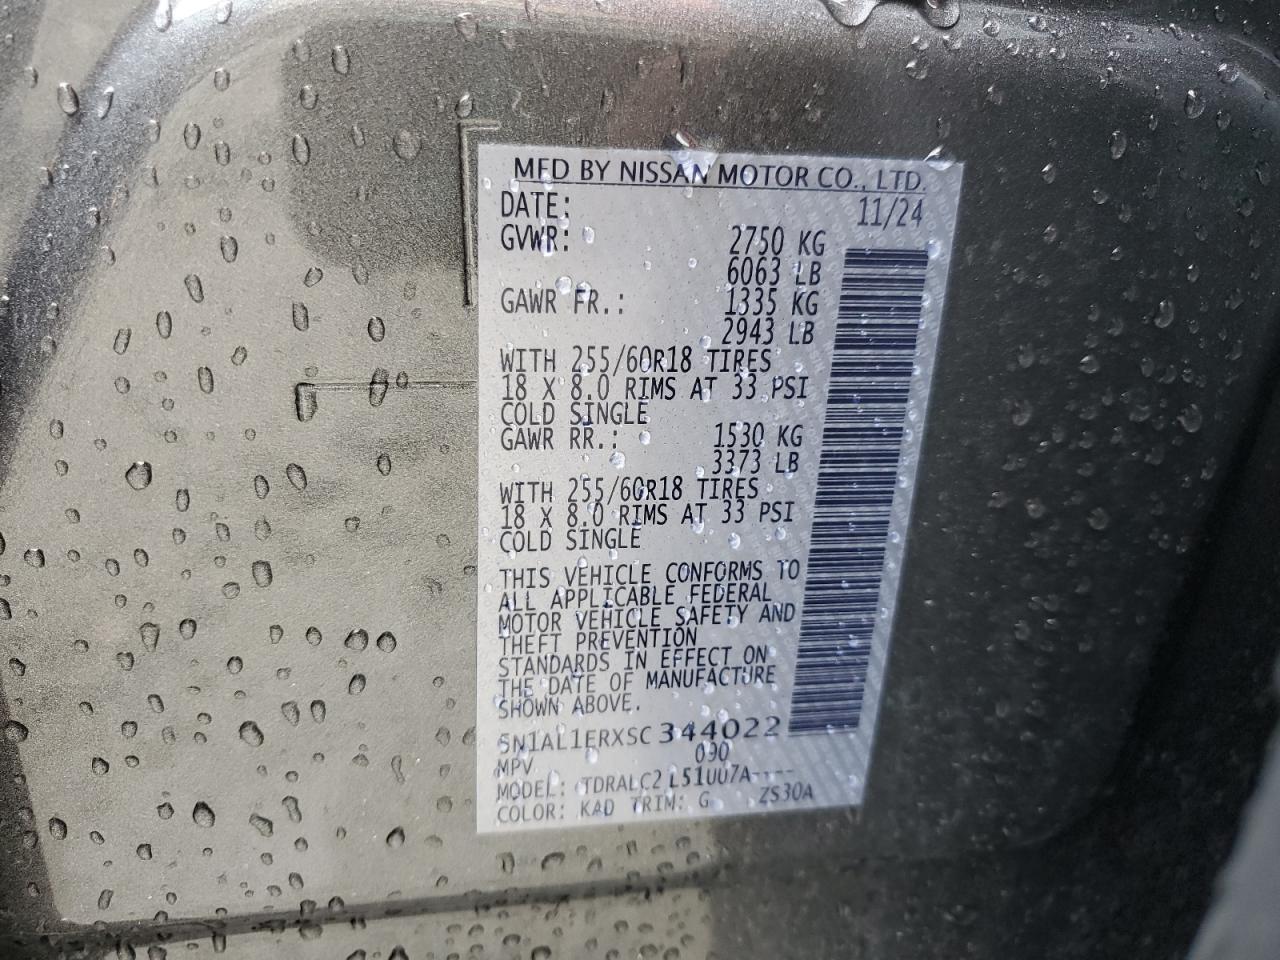 MFD BY NISSAN MOTOR CO., LTD.
DATE: 11/24
GVWR: 2750 KG
6063 LB
GAWR FR.: 1335 KG
2943 LB
WITH 255/60R18 TIRES
18 X 8.0 RIMS AT 33 PSI
COLD SINGLE
GAWR RR.: 1530 KG
3373 LB
WITH 255/60R18 TIRES
18 X 8.0 RIMS AT 33 PSI
COLD SINGLE
THIS VEHICLE CONFORMS TO
ALL APPLICABLE FEDERAL
MOTOR VEHICLE SAFETY AND
THEFT PREVENTION
STANDARDS IN EFFECT ON
THE DATE OF MANUFACTURE
SHOWN ABOVE.
5N1AL1ERXSC344022
MPV 090
MODEL: TDRALC2 L51UU7A----
COLOR: KAD TRIM: G ZS30A